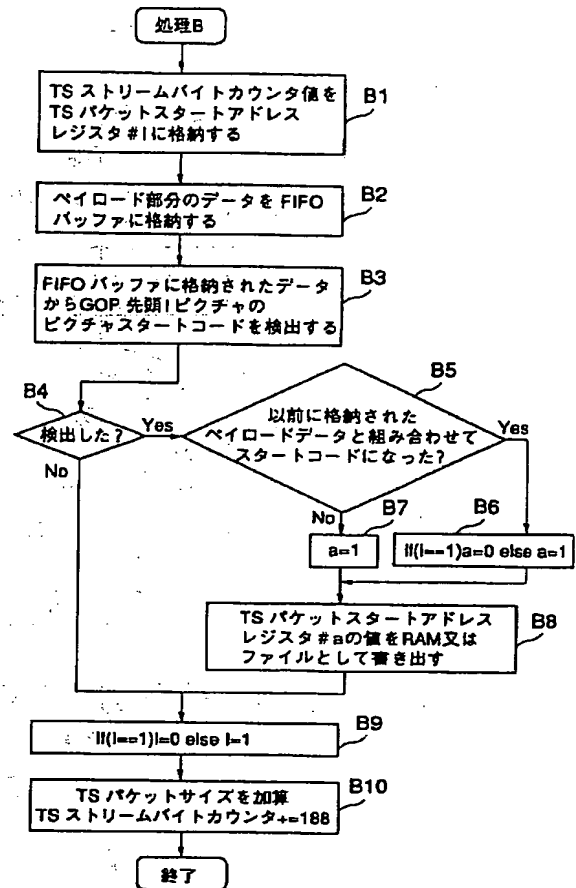 処理B
TS ストリームバイトカウンタ値を
TS パケットスタートアドレス
レジスタ#Iに格納する
B1
ペイロード部分のデータを FIFO
バッファに格納する
B2
FIFO バッファに格納されたデータ
からGOP 先頭Iピクチャの
ピクチャスタートコードを検出する
B3
B4
検出した?
Yes
No
B5
以前に格納された
ペイロードデータと組み合わせて
スタートコードになった?
Yes
No
B7
a=1
B6
if(I==1)a=0 else a=1
TS パケットスタートアドレス
レジスタ#aの値をRAM又は
ファイルとして書き出す
B8
if(I==1)I=0 else I=1
B9
TS パケットサイズを加算
TS ストリームバイトカウンタ+=188
B10
終了